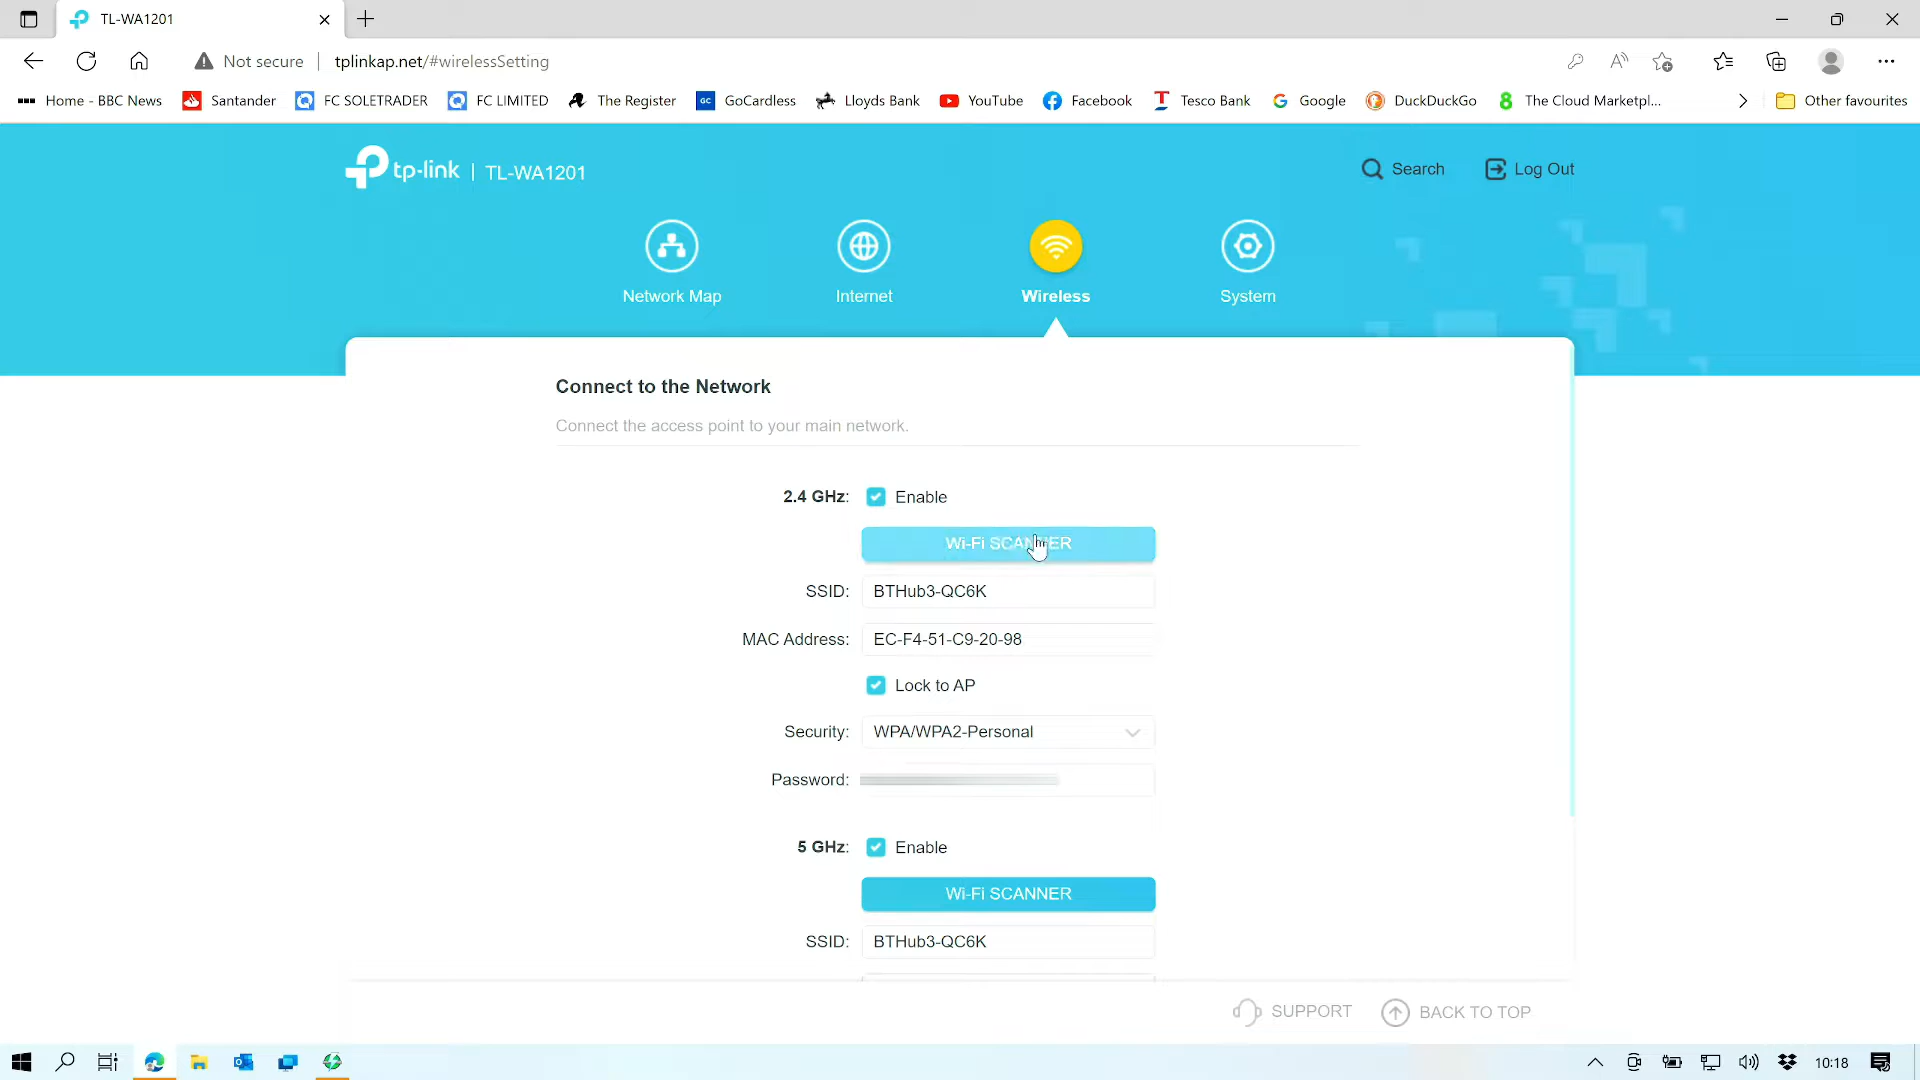 TL-WA1201
Not secure | tplinkap.net/#wirelessSetting
Home - BBC News Santander FC SOLETRADER FC LIMITED The Register GoCardless Lloyds Bank YouTube Facebook Tesco Bank Google DuckDuckGo The Cloud Marketpl... Other favourites
tp-link | TL-WA1201
Search Log Out
Network Map Internet Wireless System
Connect to the Network
Connect the access point to your main network.
2.4 GHz: Enable
Wi-Fi SCANNER
SSID: BTHub3-QC6K
MAC Address: EC-F4-51-C9-20-98
Lock to AP
Security: WPA/WPA2-Personal
Password:
5 GHz: Enable
Wi-Fi SCANNER
SSID: BTHub3-QC6K
SUPPORT BACK TO TOP
10:18